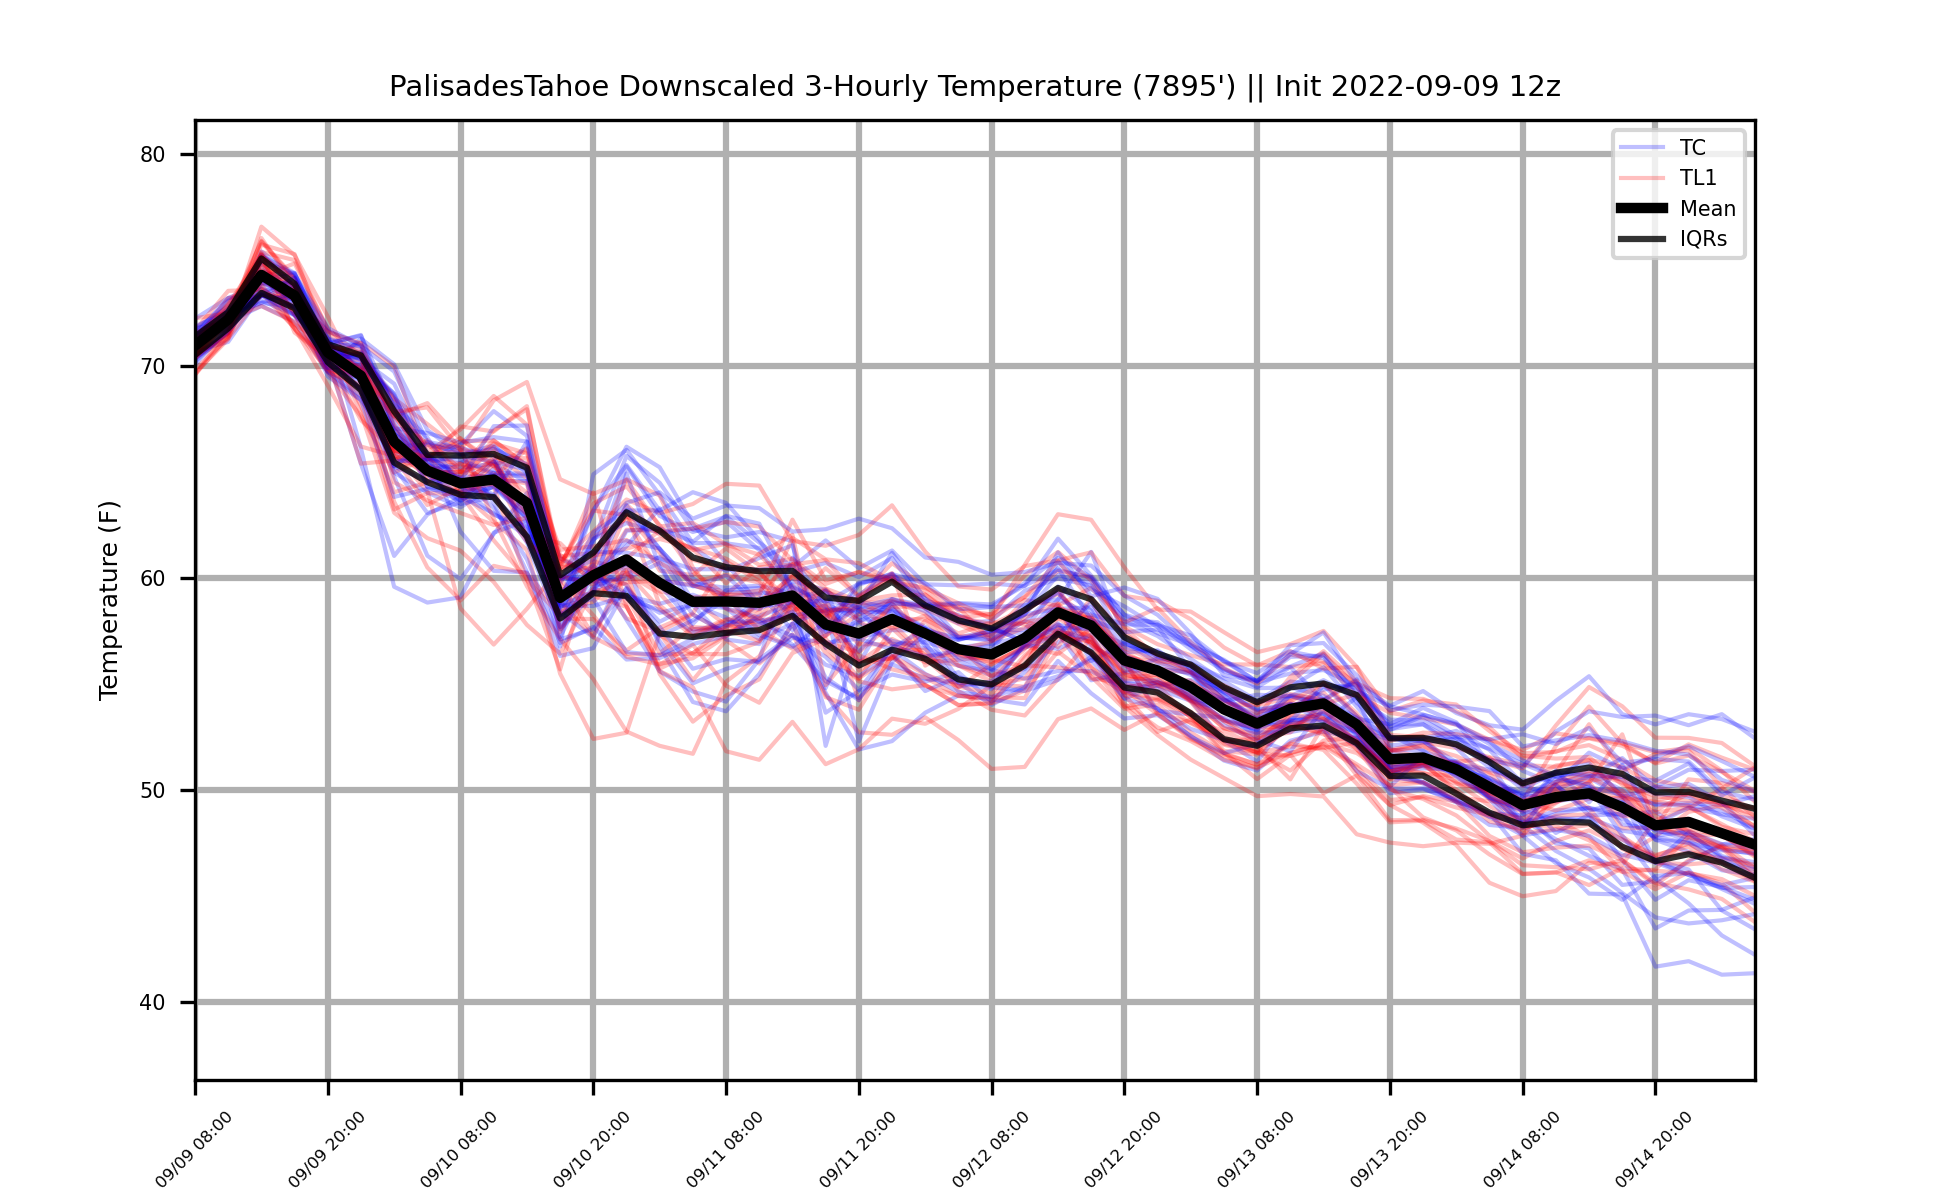 PalisadesTahoe Downscaled 3-Hourly Temperature (7895') || Init 2022-09-09 12z
TC
TL1
Mean
IQRs
Temperature (F)
80
70
60
50
40
09/09 08:00
09/09 20:00
09/10 08:00
09/10 20:00
09/11 08:00
09/11 20:00
09/12 08:00
09/12 20:00
09/13 08:00
09/13 20:00
09/14 08:00
09/14 20:00